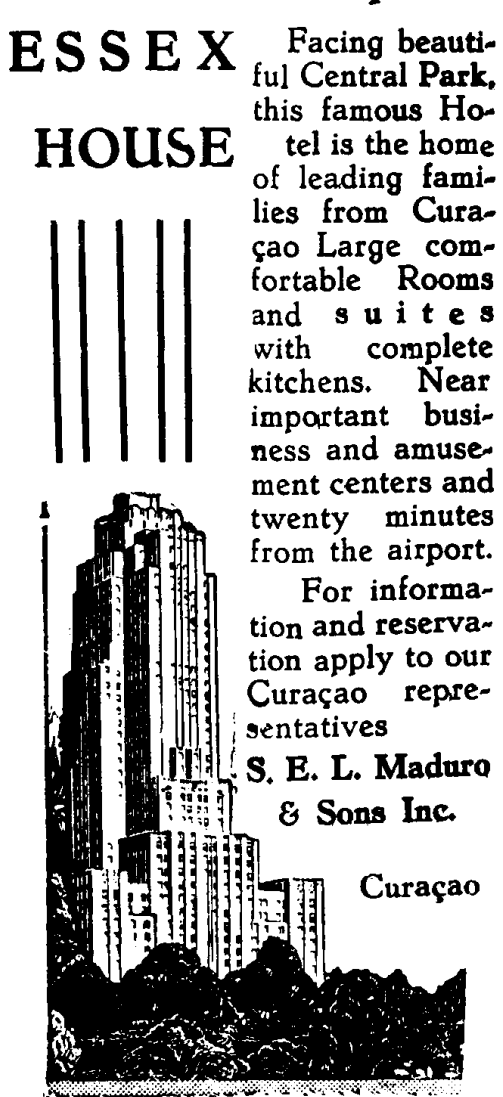 ESSEX
HOUSE
Facing beauti-
ful Central Park,
this famous Ho-
tel is the home
of leading fami-
lies from Cura-
çao Large com-
fortable Rooms
and suites
with complete
kitchens. Near
important busi-
ness and amuse-
ment centers and
twenty minutes
from the airport.
For informa-
tion and reserva-
tion apply to our
Curaçao repre-
sentatives
S. E. L. Maduro
& Sons Inc.
Curaçao